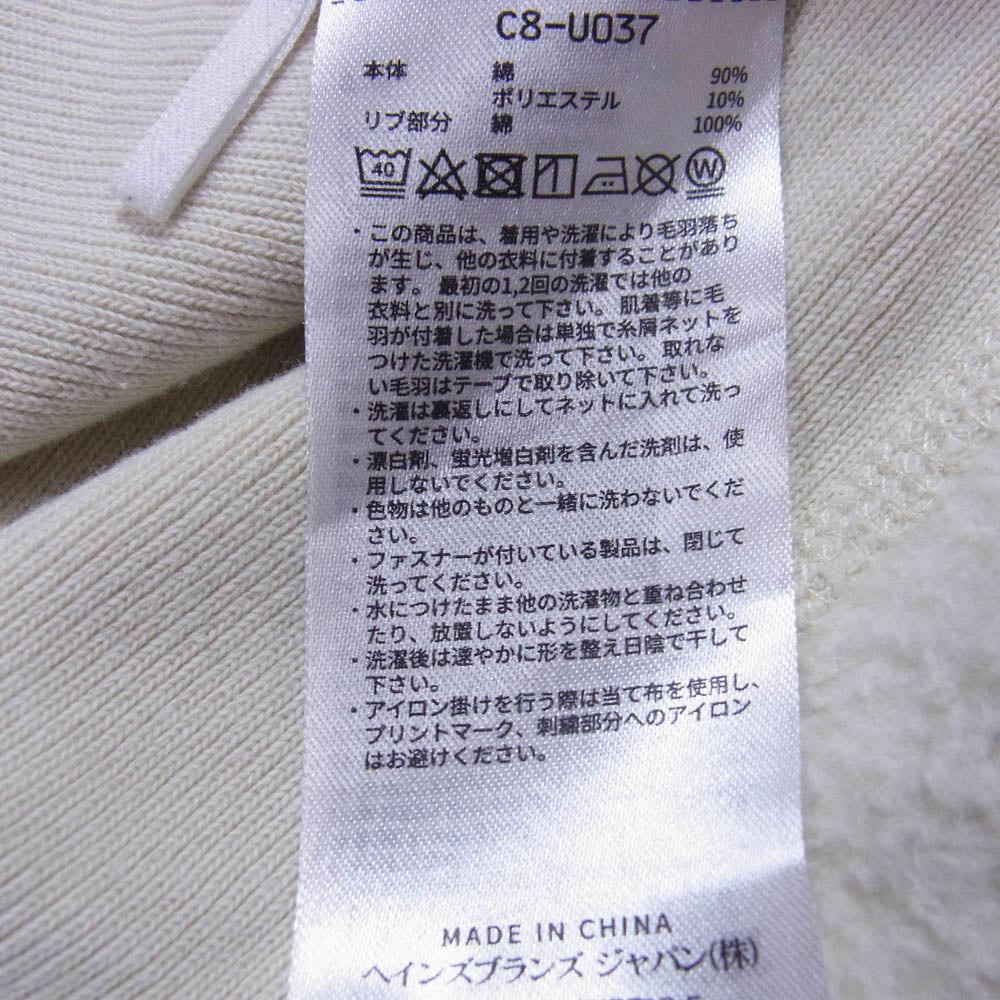 C8-U037
本体 綿 90%
ポリエステル 10%
リブ部分 綿 100%
40 W
・この商品は、着用や洗濯により毛羽落ち
が生じ、他の衣料に付着することがあり
ます。最初の1,2回の洗濯では他の
衣料と別に洗って下さい。肌着等に毛
羽が付着した場合は単独で糸屑ネットを
つけた洗濯機で洗って下さい。取れな
い毛羽はテープで取り除いて下さい。
・洗濯は裏返しにしてネットに入れて洗っ
てください。
・漂白剤、蛍光増白剤を含んだ洗剤は、使
用しないでください。
・色物は他のものと一緒に洗わないでくだ
さい。
・ファスナーが付いている製品は、閉じて
洗ってください。
・水につけたまま他の洗濯物と重ね合わせ
たり、放置しないようにしてください。
・洗濯後は速やかに形を整え日陰で干して
下さい。
・アイロン掛けを行う際は当て布を使用し、
プリントマーク、刺繍部分へのアイロン
はお避けください。
MADE IN CHINA
ヘインズブランズ ジャパン(株)